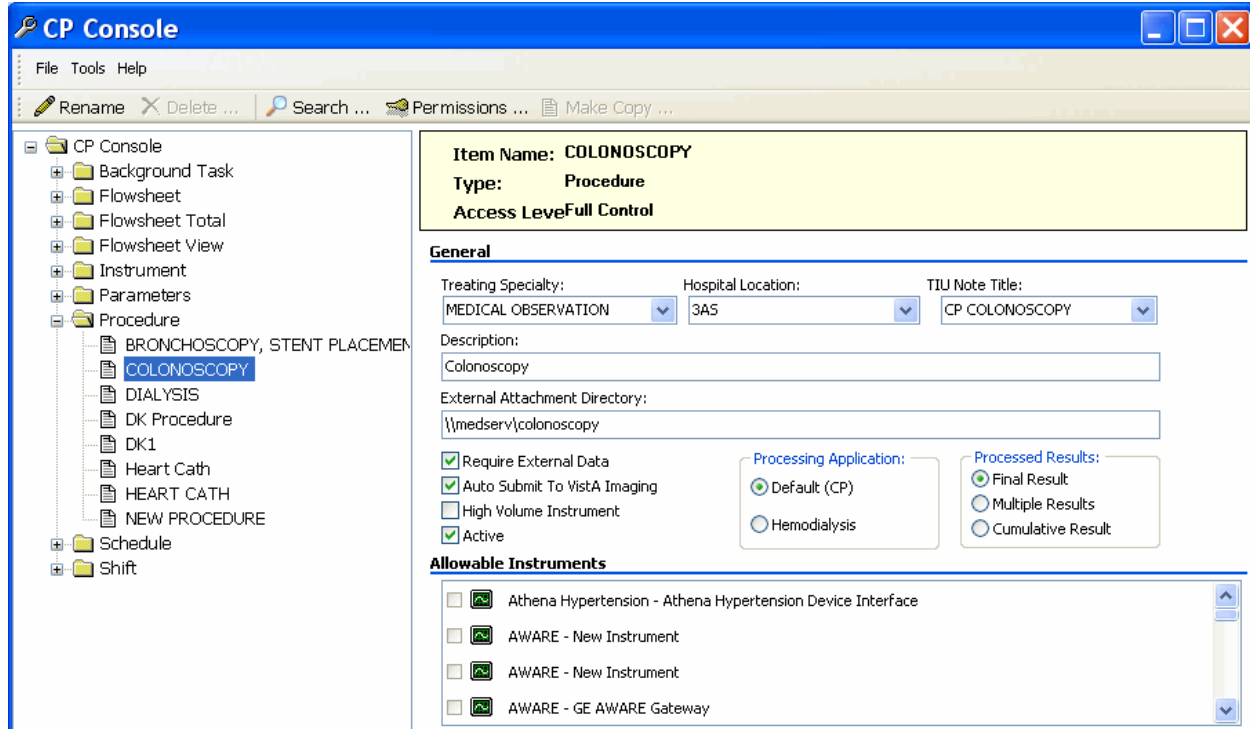 CP Console
File Tools Help
Rename Delete ... Search ... Permissions ... Make Copy ...
CP Console
Background Task
Flowsheet
Flowsheet Total
Flowsheet View
Instrument
Parameters
Procedure
BRONCHOSCOPY, STENT PLACEMEN
COLONOSCOPY
DIALYSIS
DK Procedure
DK1
Heart Cath
HEART CATH
NEW PROCEDURE
Schedule
Shift
Item Name: COLONOSCOPY
Type: Procedure
Access Leve Full Control
General
Treating Specialty: Hospital Location: TIU Note Title:
MEDICAL OBSERVATION 3AS CP COLONOSCOPY
Description:
Colonoscopy
External Attachment Directory:
\\medserv\colonoscopy
Require External Data
Auto Submit To VistA Imaging
High Volume Instrument
Active
Processing Application:
Default (CP)
Hemodialysis
Processed Results:
Final Result
Multiple Results
Cumulative Result
Allowable Instruments
Athena Hypertension - Athena Hypertension Device Interface
AWARE - New Instrument
AWARE - New Instrument
AWARE - GE AWARE Gateway